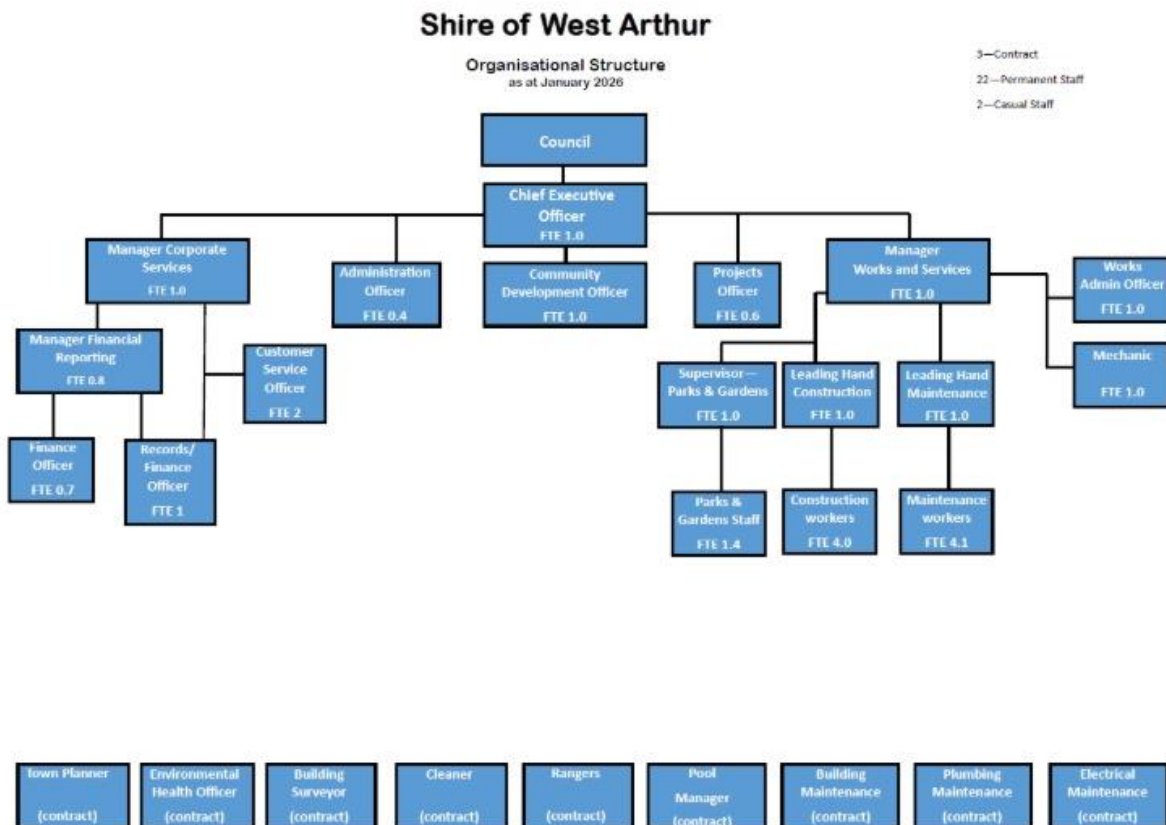 Shire of West Arthur
Organisational Structure
as at January 2026
3—Contract
22—Permanent Staff
2—Casual Staff
Council
Chief Executive
Officer
FTE 1.0
Manager Corporate
Services
FTE 1.0
Administration
Officer
FTE 0.4
Community
Development Officer
FTE 1.0
Projects
Officer
FTE 0.6
Manager
Works and Services
FTE 1.0
Works
Admin Officer
FTE 1.0
Mechanic
FTE 1.0
Manager Financial
Reporting
FTE 0.8
Customer
Service
Officer
FTE 2
Supervisor—
Parks & Gardens
FTE 1.0
Leading Hand
Construction
FTE 1.0
Leading Hand
Maintenance
FTE 1.0
Finance
Officer
FTE 0.7
Records/
Finance
Officer
FTE 1
Parks &
Gardens Staff
FTE 1.4
Construction
workers
FTE 4.0
Maintenance
workers
FTE 4.1
Town Planner
(contract)
Environmental
Health Officer
(contract)
Building
Surveyor
(contract)
Cleaner
(contract)
Rangers
(contract)
Pool
Manager
(contract)
Building
Maintenance
(contract)
Plumbing
Maintenance
(contract)
Electrical
Maintenance
(contract)